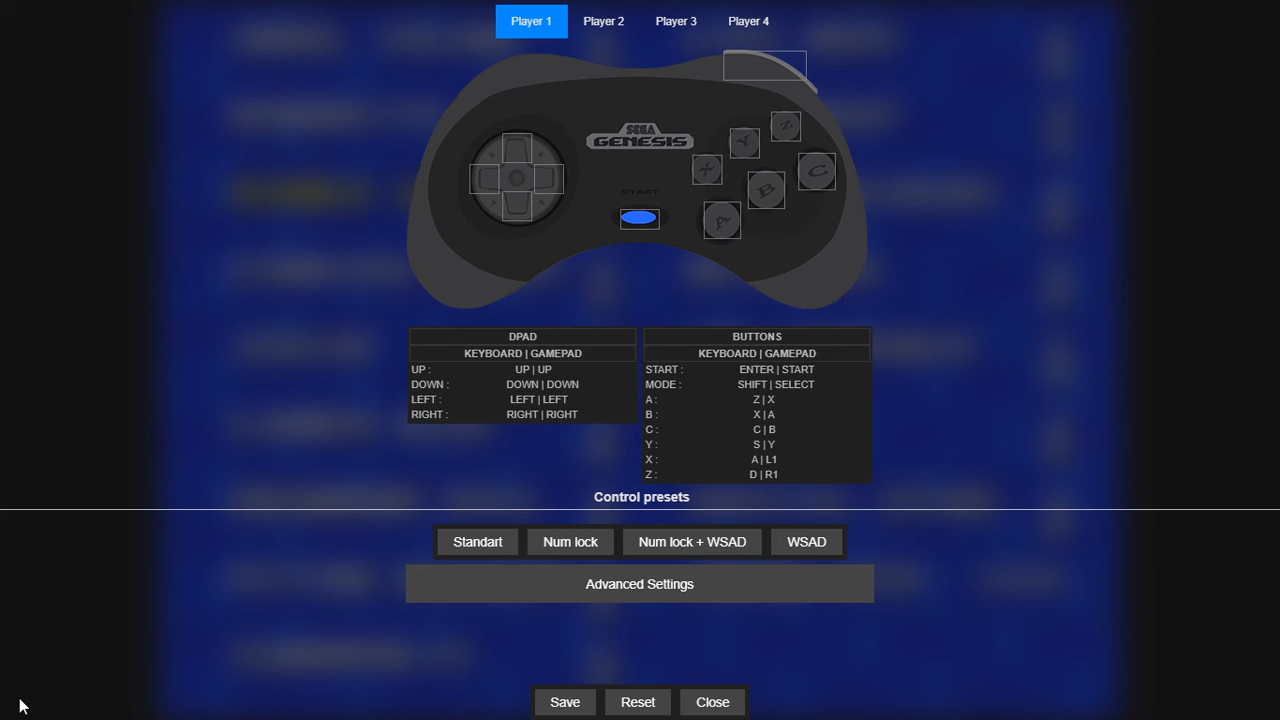 Player 1 Player 2 Player 3 Player 4
SEGA
GENESIS
START
X Y Z
A B C
DPAD
KEYBOARD | GAMEPAD
UP : UP | UP
DOWN : DOWN | DOWN
LEFT : LEFT | LEFT
RIGHT : RIGHT | RIGHT
BUTTONS
KEYBOARD | GAMEPAD
START : ENTER | START
MODE : SHIFT | SELECT
A : Z | X
B : X | A
C : C | B
Y : S | Y
X : A | L1
Z : D | R1
Control presets
Standart Num lock Num lock + WSAD WSAD
Advanced Settings
Save Reset Close